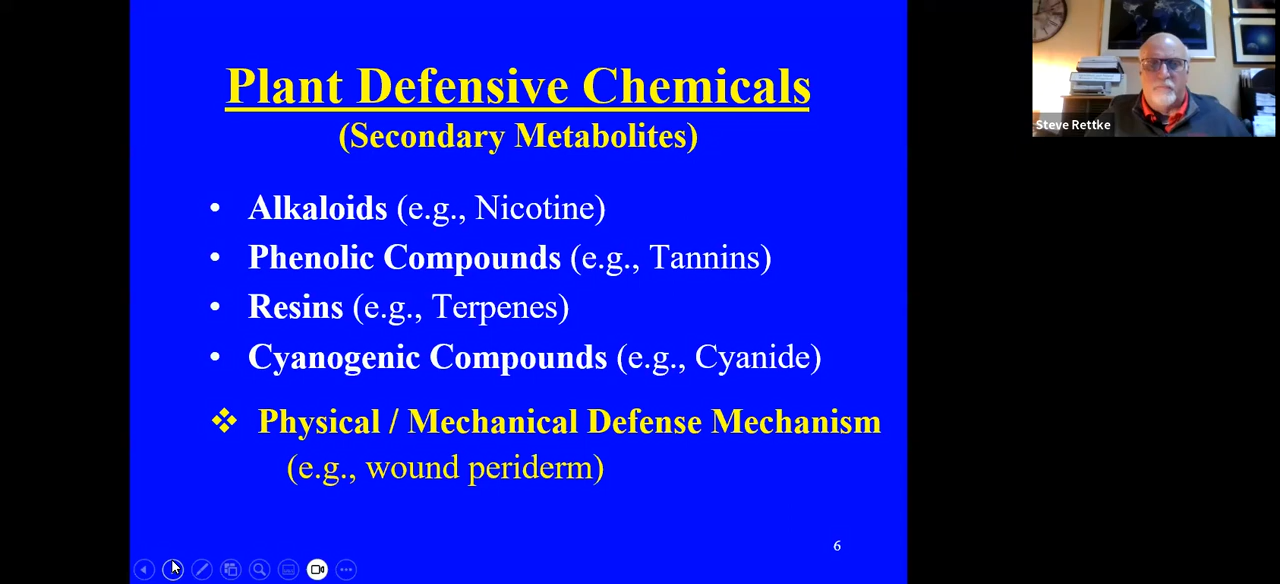 Plant Defensive Chemicals
(Secondary Metabolites)
• Alkaloids (e.g., Nicotine)
• Phenolic Compounds (e.g., Tannins)
• Resins (e.g., Terpenes)
• Cyanogenic Compounds (e.g., Cyanide)
❖ Physical / Mechanical Defense Mechanism
(e.g., wound periderm)
6
Steve Rettke